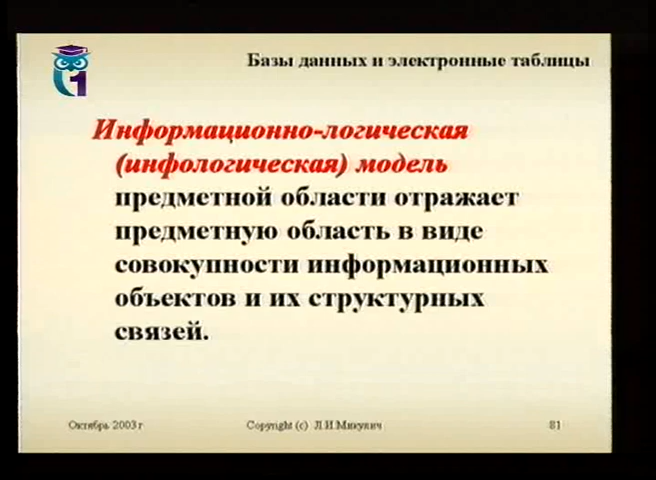 Базы данных и электронные таблицы
1
Информационно-логическая
(инфологическая) модель
предметной области отражает
предметную область в виде
совокупности информационных
объектов и их структурных
связей.
Октябрь 2003 г
Copyright (c) Л.И.Микулич
81